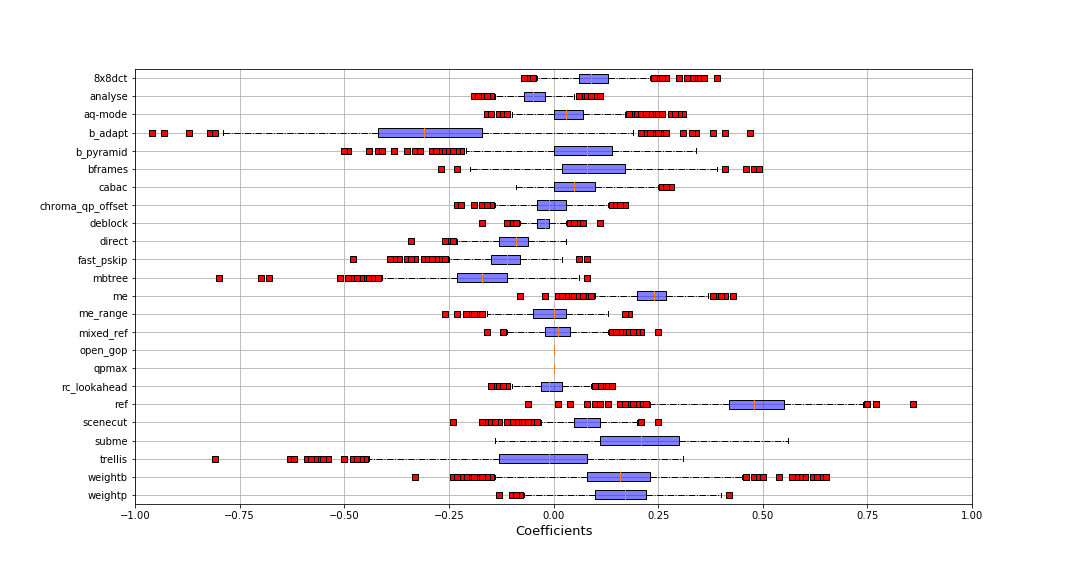 8x8dct
analyse
aq-mode
b_adapt
b_pyramid
bframes
cabac
chroma_qp_offset
deblock
direct
fast_pskip
mbtree
me
me_range
mixed_ref
open_gop
qpmax
rc_lookahead
ref
scenecut
subme
trellis
weightb
weightp
−1.00 −0.75 −0.50 −0.25 0.00 0.25 0.50 0.75 1.00
Coefficients